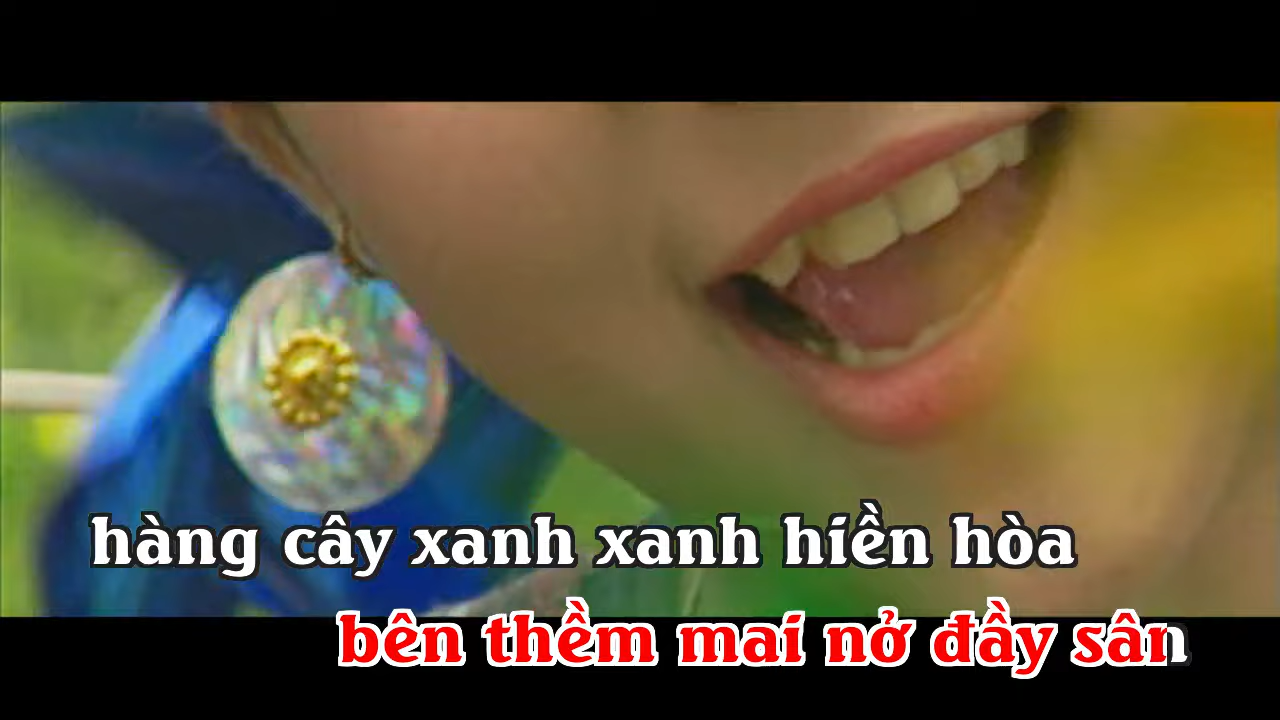 hàng cây xanh xanh hiền hòa
bên thềm mai nở đầy sân